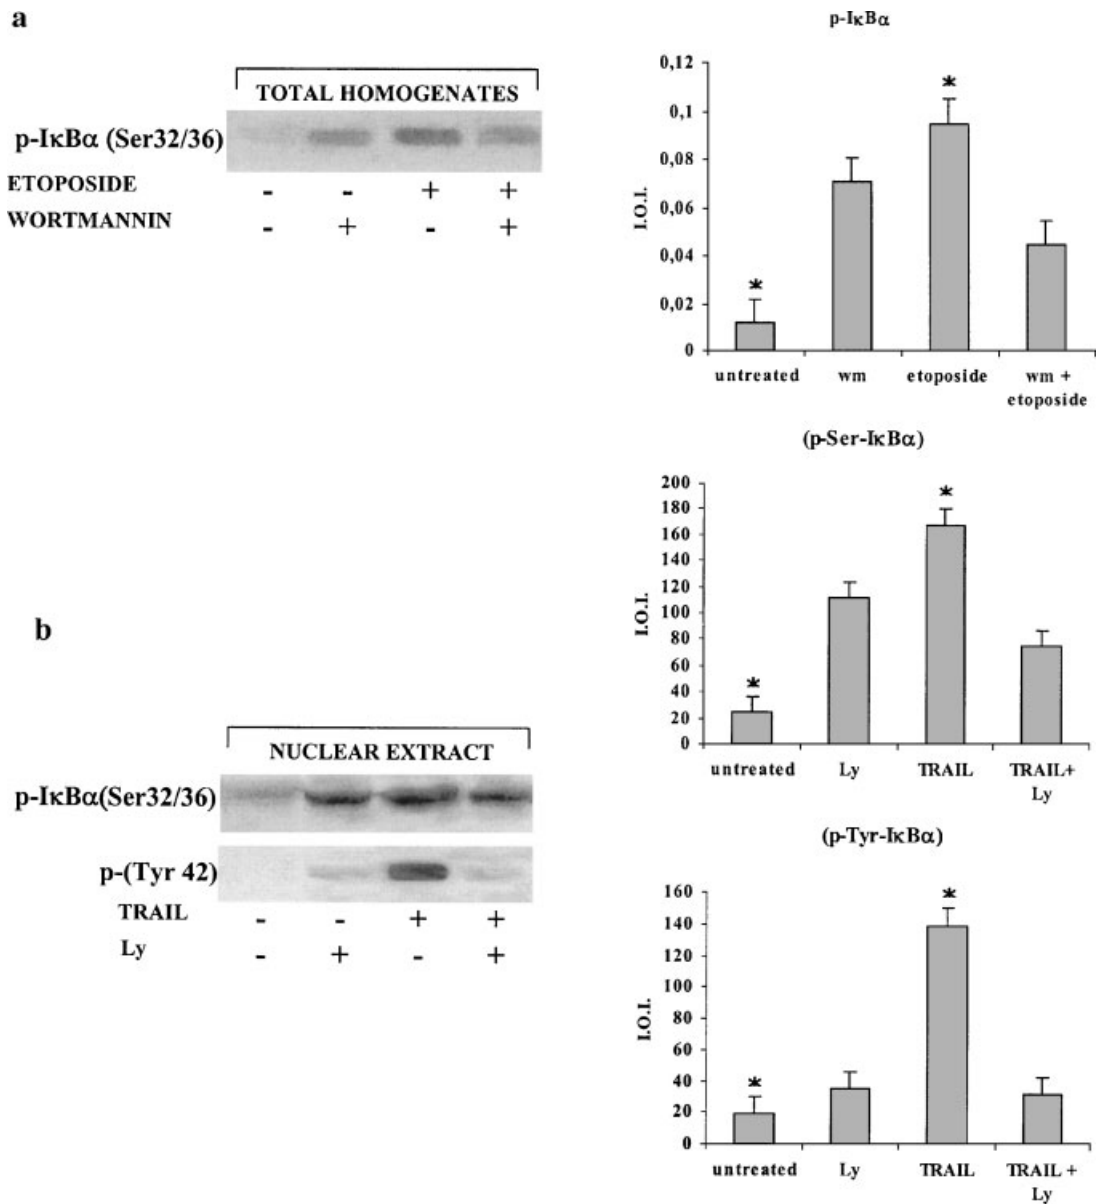 a
TOTAL HOMOGENATES
p-IκBα (Ser32/36)
ETOPOSIDE - - + +
WORTMANNIN - + - +
p-IκBα
I.O.I.
0,12
0,1
0,08
0,06
0,04
0,02
0
* *
untreated wm etoposide wm + etoposide
(p-Ser-IκBα)
I.O.I.
200
180
160
140
120
100
80
60
40
20
0
* *
untreated Ly TRAIL TRAIL+ Ly
b
NUCLEAR EXTRACT
p-IκBα(Ser32/36)
p-(Tyr 42)
TRAIL - - + +
Ly - + - +
(p-Tyr-IκBα)
I.O.I.
160
140
120
100
80
60
40
20
0
* *
untreated Ly TRAIL TRAIL + Ly